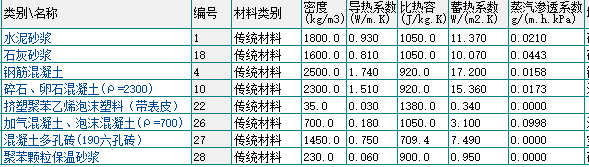 类别\名称 编号 材料类别 密度 导热系数 比热容 蓄热系数 蒸汽渗透系数
(kg/m3) (W/m.K) (J/kg.K) W/(m2.K) g/(m.h.kPa)
水泥砂浆 1 传统材料 1800.0 0.930 1050.0 11.370 0.0210
石灰砂浆 18 传统材料 1600.0 0.810 1050.0 10.070 0.0443
钢筋混凝土 4 传统材料 2500.0 1.740 920.0 17.200 0.0158
碎石、卵石混凝土(ρ=2300) 10 传统材料 2300.0 1.510 920.0 15.360 0.0173
挤塑聚苯乙烯泡沫塑料（带表皮） 22 传统材料 35.0 0.030 1380.0 0.340 0.0000
加气混凝土、泡沫混凝土(ρ=700) 26 传统材料 700.0 0.180 1050.0 3.100 0.0998
混凝土多孔砖(190六孔砖) 27 传统材料 1450.0 0.750 709.4 7.490 0.0000
聚苯颗粒保温砂浆 28 传统材料 230.0 0.060 900.0 0.950 0.0000